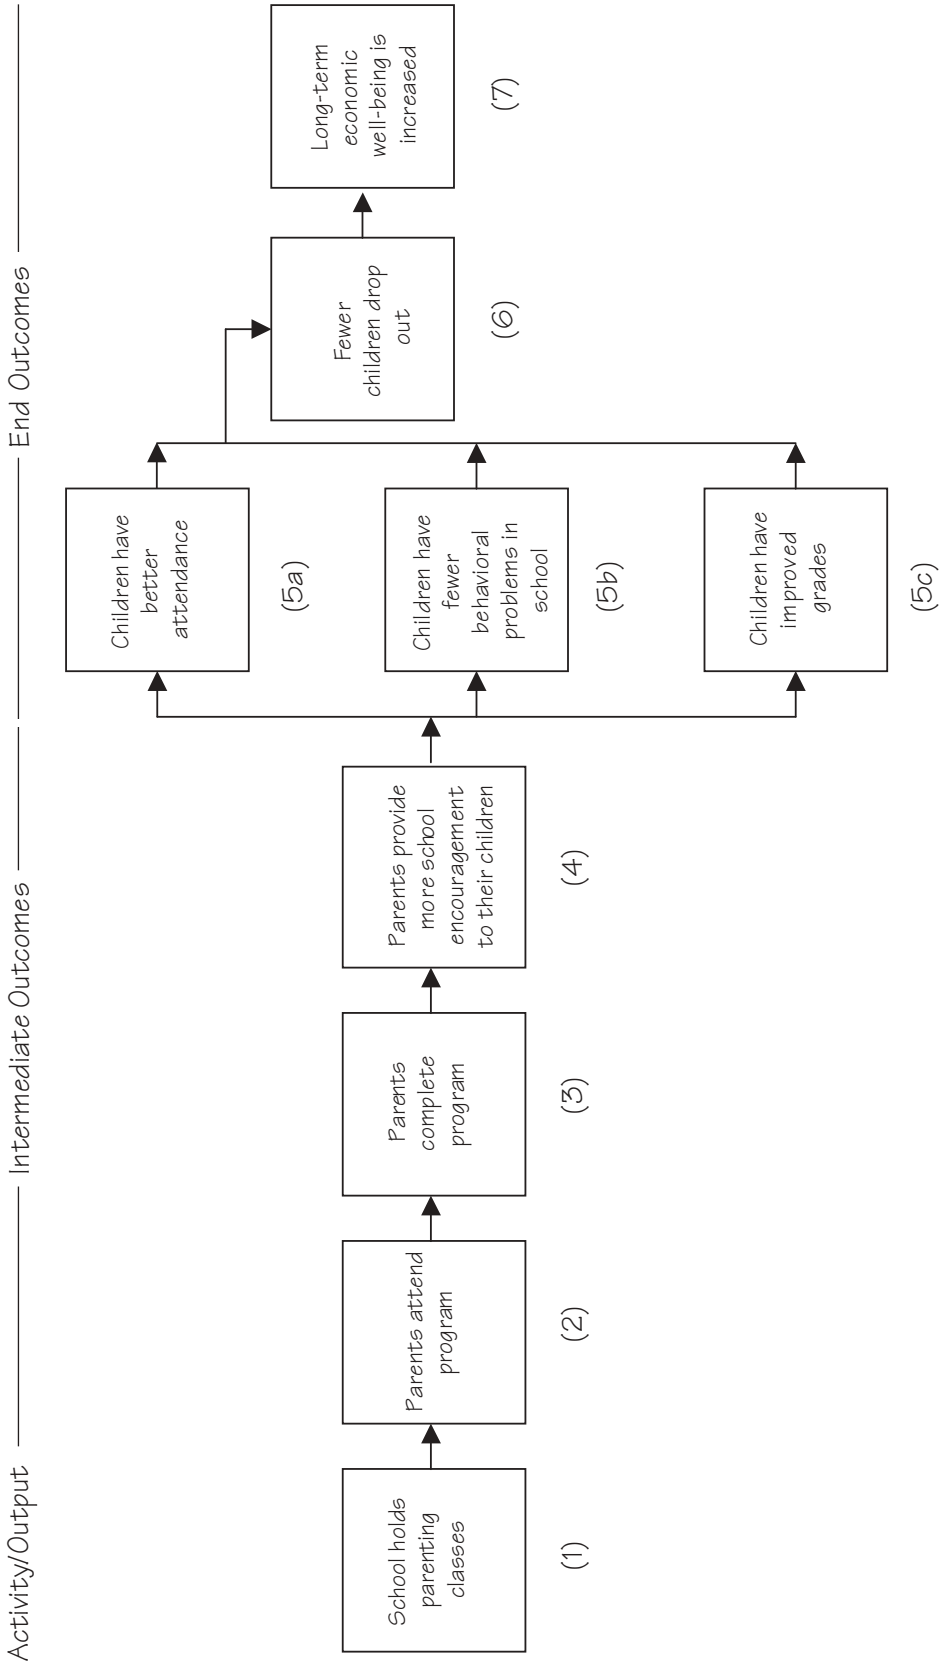 Activity/Output
Intermediate Outcomes
End Outcomes
School holds
parenting
classes
(1)
Parents attend
program
(2)
Parents
complete
program
(3)
Parents provide
more school
encouragement
to their children
(4)
Children have
better
attendance
(5a)
Children have
fewer
behavioral
problems in
school
(5b)
Children have
improved
grades
(5c)
Fewer
children drop
out
(6)
Long-term
economic
well-being is
increased
(7)